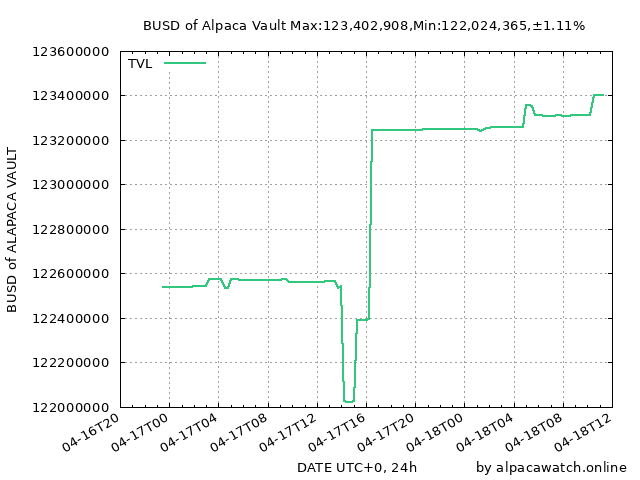 BUSD of Alpaca Vault Max:123,402,908,Min:122,024,365,±1.11%
TVL
123600000
123400000
123200000
123000000
122800000
122600000
122400000
122200000
122000000
BUSD of ALAPACA VAULT
04-16T20 04-17T00 04-17T04 04-17T08 04-17T12 04-17T16 04-17T20 04-18T00 04-18T04 04-18T08 04-18T12
DATE UTC+0, 24h by alpacawatch.online